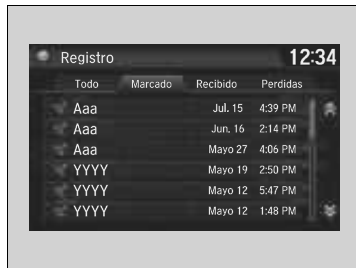 Registro 12:34
Todo Marcado Recibido Perdidas
Aaa Jul. 15 4:39 PM
Aaa Jun. 16 2:14 PM
Aaa Mayo 27 4:06 PM
YYYY Mayo 19 2:50 PM
YYYY Mayo 12 5:47 PM
YYYY Mayo 12 1:48 PM